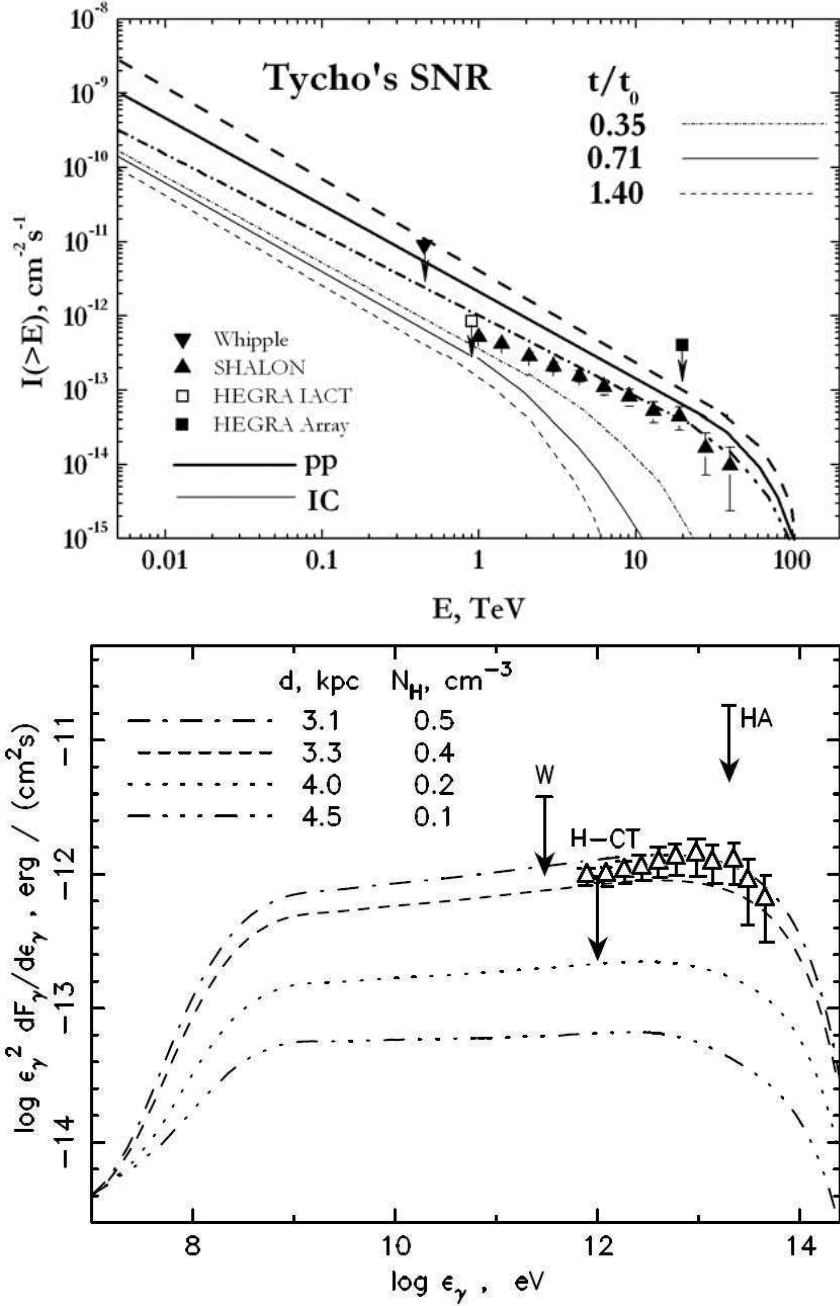 10⁻⁸
10⁻⁹
10⁻¹⁰
10⁻¹¹
10⁻¹²
10⁻¹³
10⁻¹⁴
10⁻¹⁵
I(>E), cm⁻² s⁻¹
Tycho's SNR
t/t₀
0.35
0.71
1.40
Whipple
SHALON
HEGRA IACT
HEGRA Array
pp
IC
0.01 0.1 1 10 100
E, TeV
d, kpc N_H, cm⁻³
3.1 0.5
3.3 0.4
4.0 0.2
4.5 0.1
HA
W
H-CT
-11
-12
-13
-14
log ϵ_γ² dF_γ/dϵ_γ , erg / (cm²s)
8 10 12 14
log ϵ_γ , eV